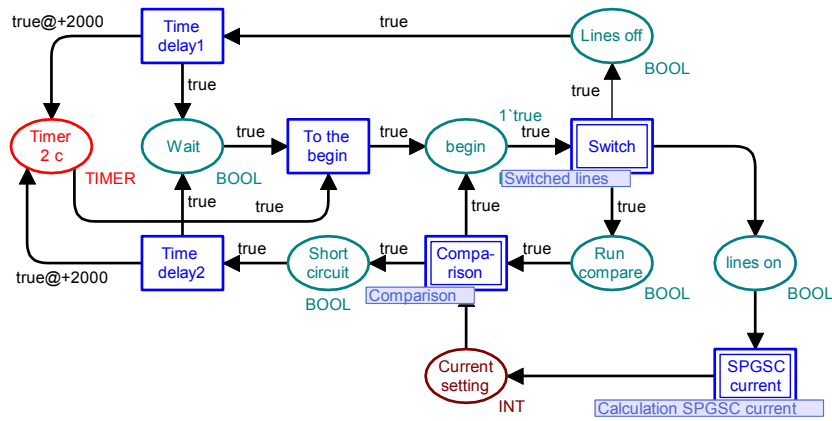 true@+2000
Time
delay1
true
Lines off
BOOL
true
true
1`true
Timer
2 c
TIMER
Wait
BOOL
true
To the
begin
true
begin
true
Switch
Switched lines
true
true
true
true
true@+2000
Time
delay2
true
Short
circuit
BOOL
true
Compa-
rison
Comparison
true
Run
compare
BOOL
lines on
BOOL
Current
setting
INT
SPGSC
current
Calculation SPGSC current